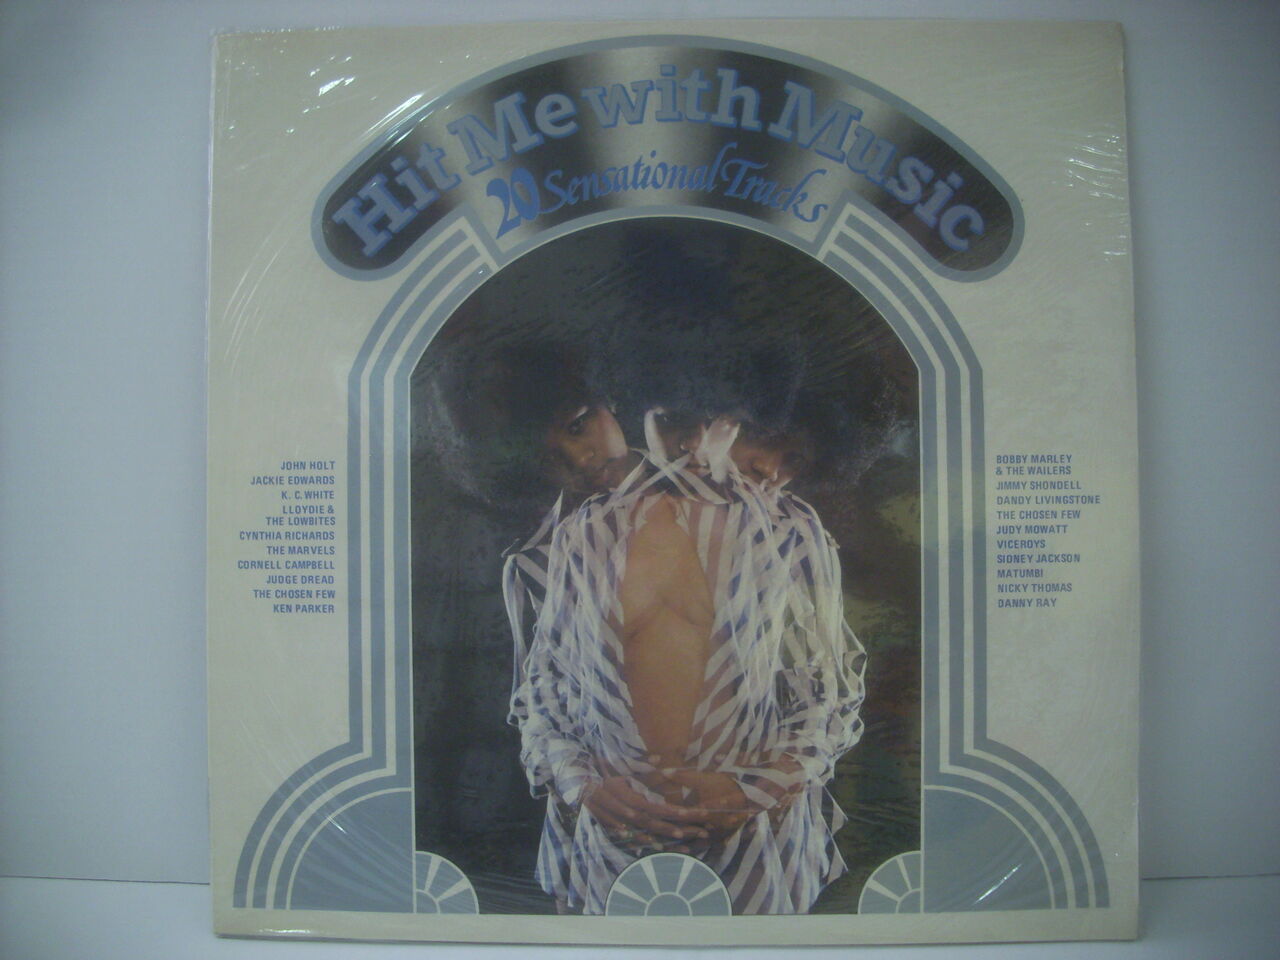 Hit Me with Music
20 Sensational Tracks
JOHN HOLT
JACKIE EDWARDS
K. C. WHITE
LLOYDIE &
THE LOWBITES
CYNTHIA RICHARDS
THE MARVELS
CORNELL CAMPBELL
JUDGE DREAD
THE CHOSEN FEW
KEN PARKER
BOBBY MARLEY
& THE WAILERS
JIMMY SHONDELL
DANDY LIVINGSTONE
THE CHOSEN FEW
JUDY MOWATT
VICEROYS
SIDNEY JACKSON
MATUMBI
NICKY THOMAS
DANNY RAY